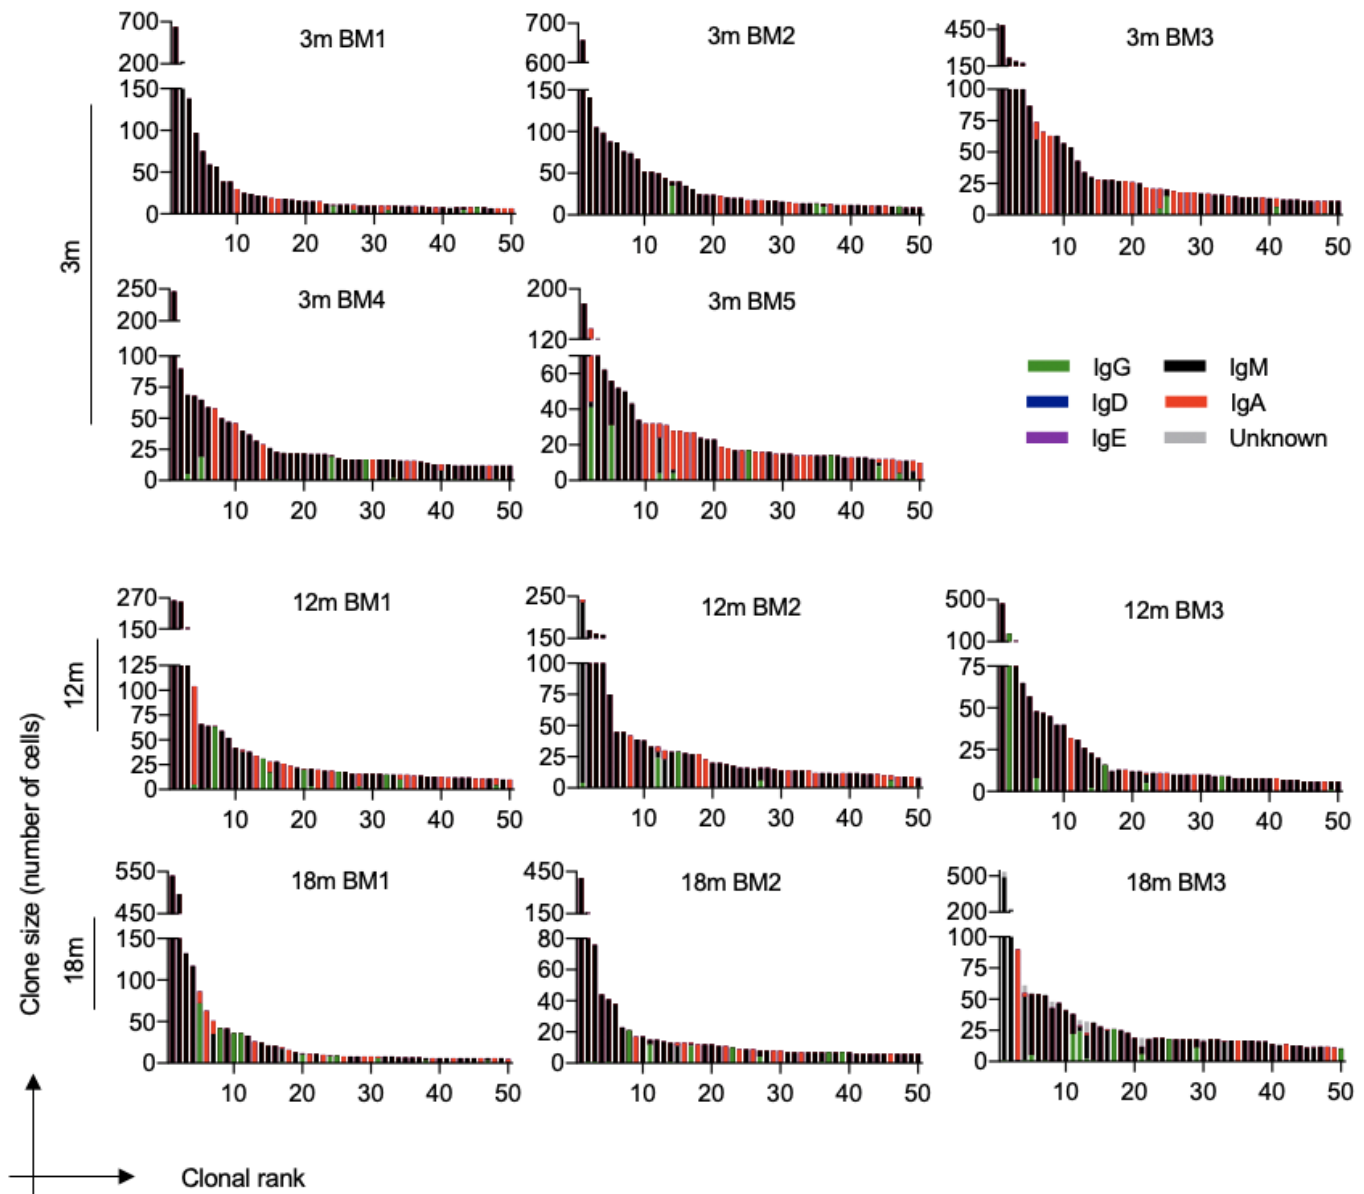 3m
3m BM1
700
200
150
100
50
0
10 20 30 40 50
3m BM2
700
600
150
100
50
0
10 20 30 40 50
3m BM3
450
150
100
75
50
25
0
10 20 30 40 50
3m BM4
250
200
100
75
50
25
0
10 20 30 40 50
3m BM5
200
120
60
40
20
0
10 20 30 40 50
IgG IgM
IgD IgA
IgE Unknown
12m
12m BM1
270
150
125
100
75
50
25
0
10 20 30 40 50
12m BM2
250
150
100
75
50
25
0
10 20 30 40 50
12m BM3
500
100
75
50
25
0
10 20 30 40 50
18m
18m BM1
550
450
150
100
50
0
10 20 30 40 50
18m BM2
450
150
80
60
40
20
0
10 20 30 40 50
18m BM3
500
200
100
75
50
25
0
10 20 30 40 50
Clone size (number of cells)
Clonal rank